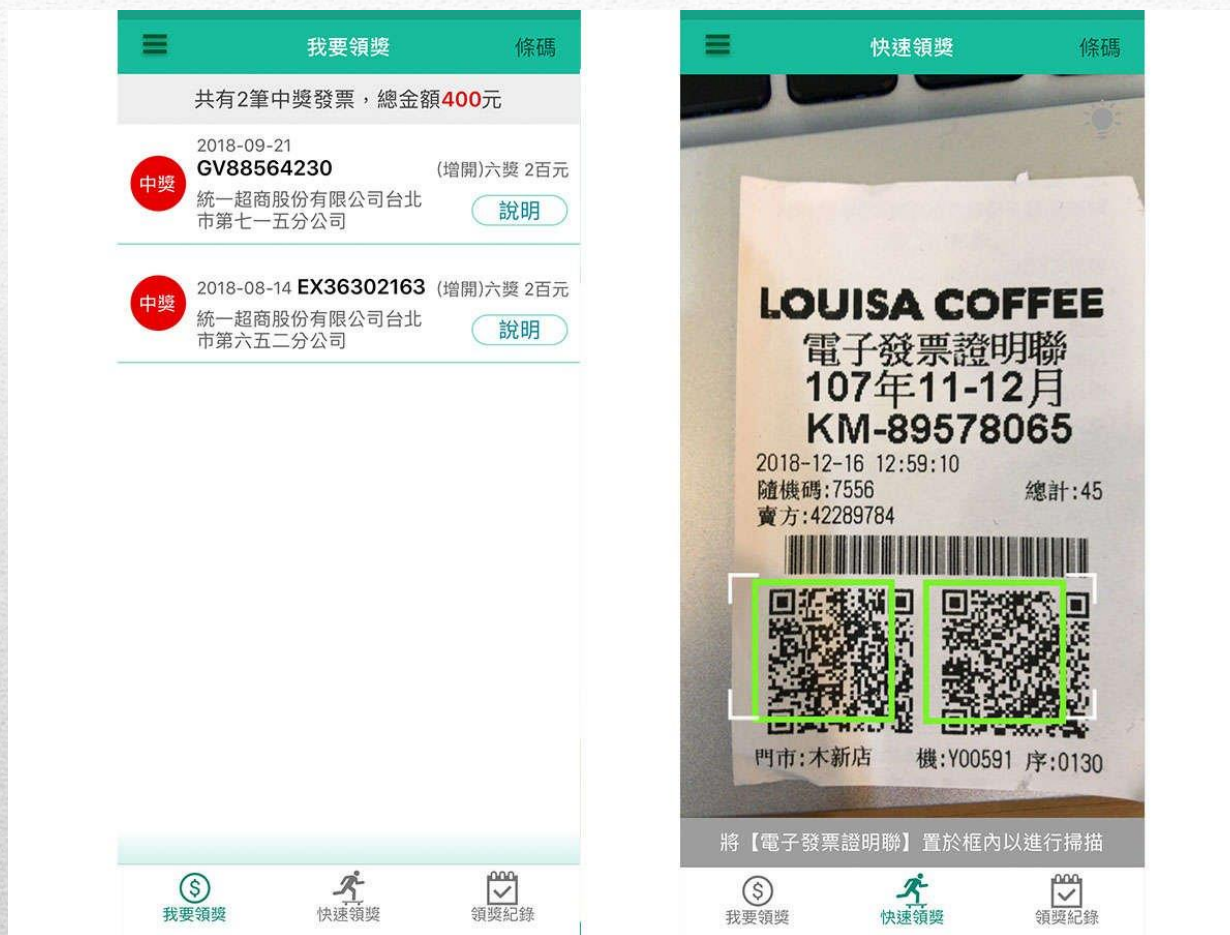 我要領獎
條碼
共有2筆中獎發票，總金額400元
中獎
2018-09-21
GV88564230
(增開)六獎 2百元
統一超商股份有限公司台北
市第七一五分公司
說明
中獎
2018-08-14 EX36302163 (增開)六獎 2百元
統一超商股份有限公司台北
市第六五二分公司
說明
我要領獎
快速領獎
領獎紀錄
快速領獎
條碼
LOUISA COFFEE
電子發票證明聯
107年11-12月
KM-89578065
2018-12-16 12:59:10
隨機碼:7556 總計:45
賣方:42289784
門市:木新店 機:Y00591 序:0130
將【電子發票證明聯】置於框內以進行掃描
我要領獎
快速領獎
領獎紀錄